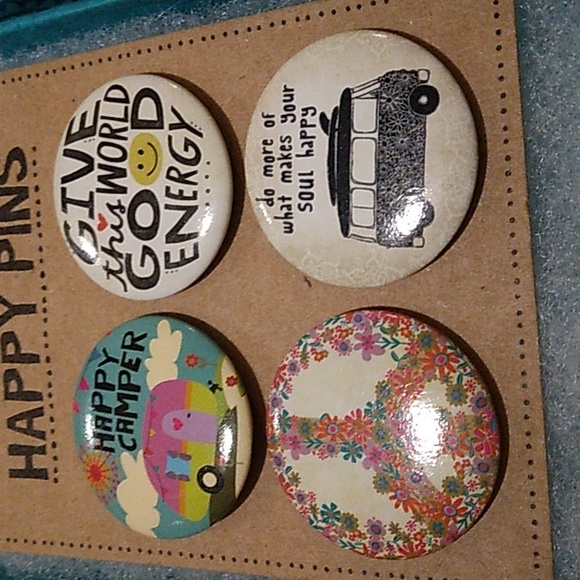 HAPPY PINS
GIVE
this WORLD
GOOD
ENERGY
do more of
what makes your
SOUL happy
HAPPY
CAMPER